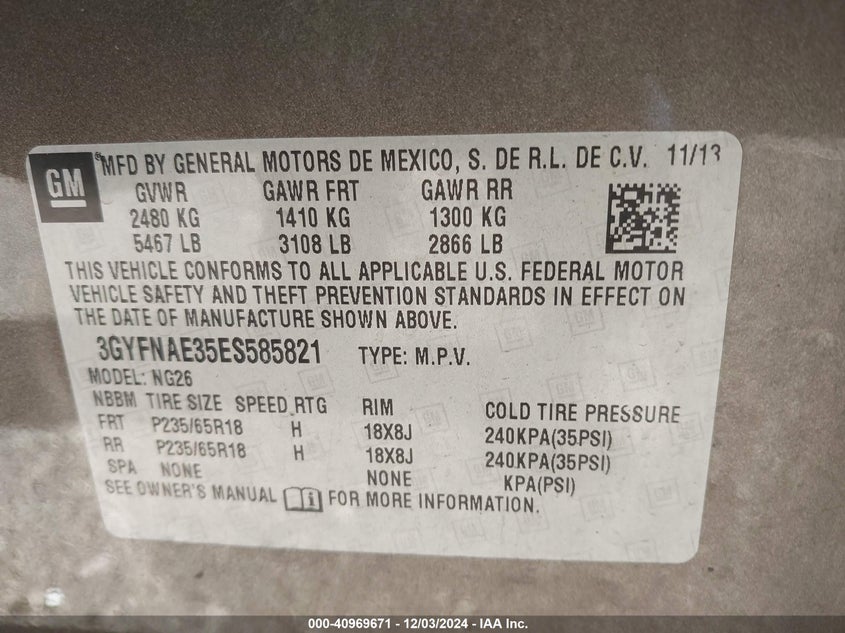 GM
MFD BY GENERAL MOTORS DE MEXICO, S. DE R.L. DE C.V. 11/13
GVWR GAWR FRT GAWR RR
2480 KG 1410 KG 1300 KG
5467 LB 3108 LB 2866 LB
THIS VEHICLE CONFORMS TO ALL APPLICABLE U.S. FEDERAL MOTOR
VEHICLE SAFETY AND THEFT PREVENTION STANDARDS IN EFFECT ON
THE DATE OF MANUFACTURE SHOWN ABOVE.
3GYFNAE35ES585821 TYPE: M.P.V.
MODEL: NG26
NBBM TIRE SIZE SPEED RTG RIM COLD TIRE PRESSURE
FRT P235/65R18 H 18X8J 240KPA(35PSI)
RR P235/65R18 H 18X8J 240KPA(35PSI)
SPA NONE NONE KPA(PSI)
SEE OWNER'S MANUAL FOR MORE INFORMATION.
000-40969671 - 12/03/2024 - IAA Inc.